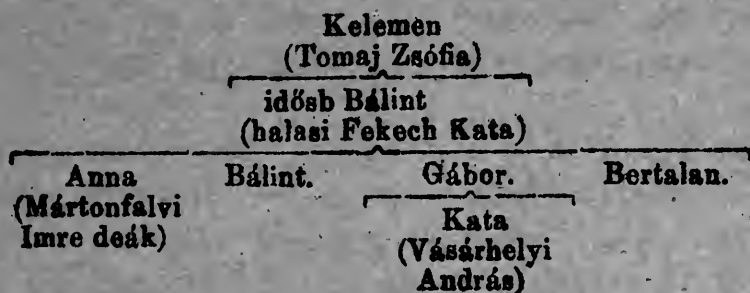 Kelemen
(Tomaj Zsófia)
idősb Bálint
(halasi Fekech Kata)
Anna Bálint. Gábor. Bertalan.
(Mártonfalvi Kata
Imre deák) (Vásárhelyi
András)